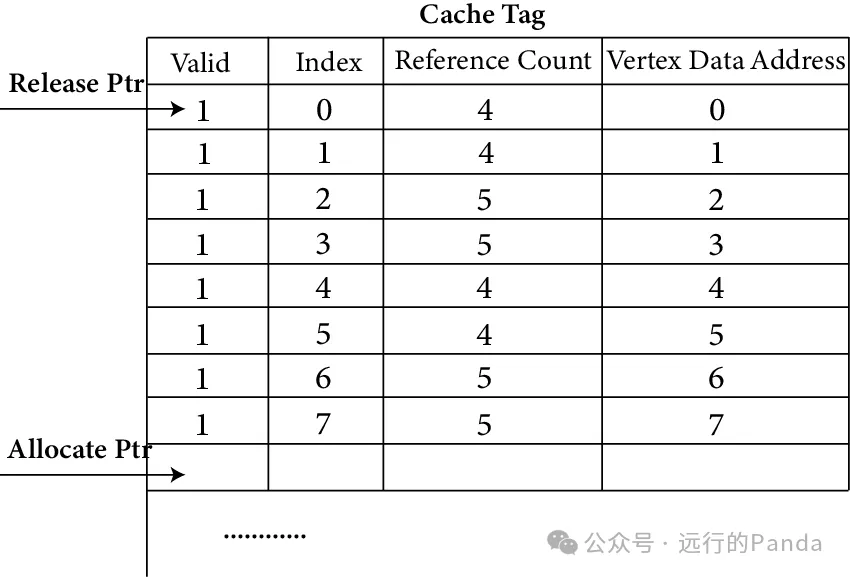 Cache Tag
Valid Index Reference Count Vertex Data Address
Release Ptr
1 0 4 0
1 1 4 1
1 2 5 2
1 3 5 3
1 4 4 4
1 5 4 5
1 6 5 6
1 7 5 7
Allocate Ptr
............
公众号 · 远行的Panda